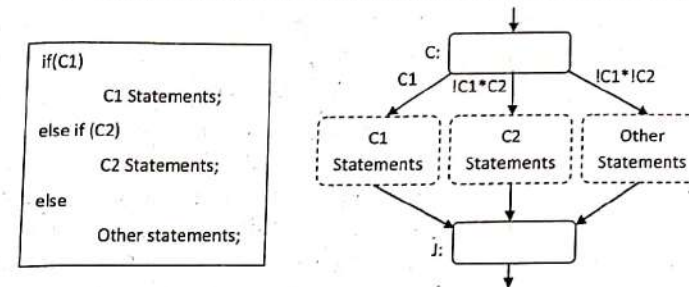 if(C1)
C1 Statements;
else if (C2)
C2 Statements;
else
Other statements;
C:
C1
!C1*C2
!C1*!C2
C1
Statements
C2
Statements
Other
Statements
J: